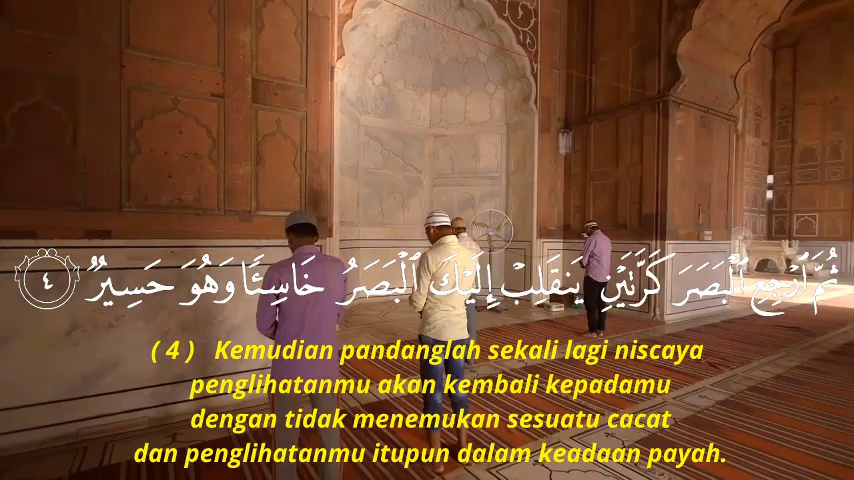 ثُمَّ ٱرْجِعِ ٱلْبَصَرَ كَرَّتَيْنِ يَنقَلِبْ إِلَيْكَ ٱلْبَصَرُ خَاسِئًا وَهُوَ حَسِيرٌ ٤
( 4 ) Kemudian pandanglah sekali lagi niscaya
penglihatanmu akan kembali kepadamu
dengan tidak menemukan sesuatu cacat
dan penglihatanmu itupun dalam keadaan payah.